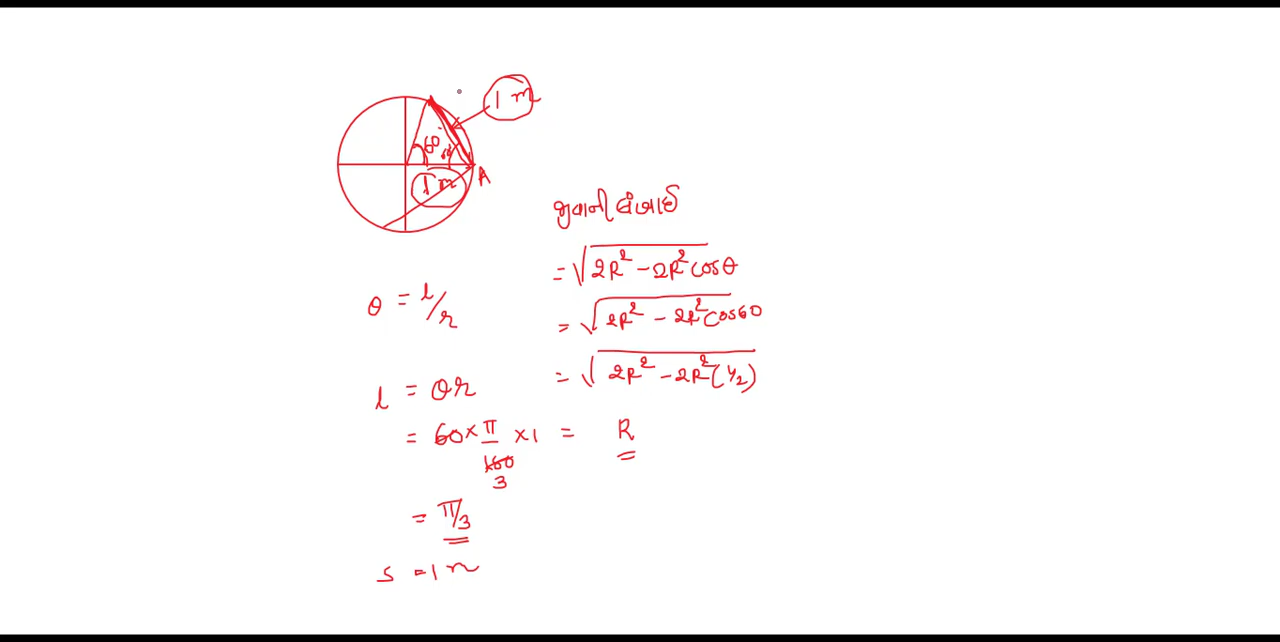 1 m
60°
1 m A
જીવાની લંબાઈ
= √2R² - 2R² cosθ
θ = l/r
= √2R² - 2R² cos60
= √2R² - 2R² (1/2)
l = θr
= 60 × π/180 × 1 = R
3
= π/3
s = 1 m